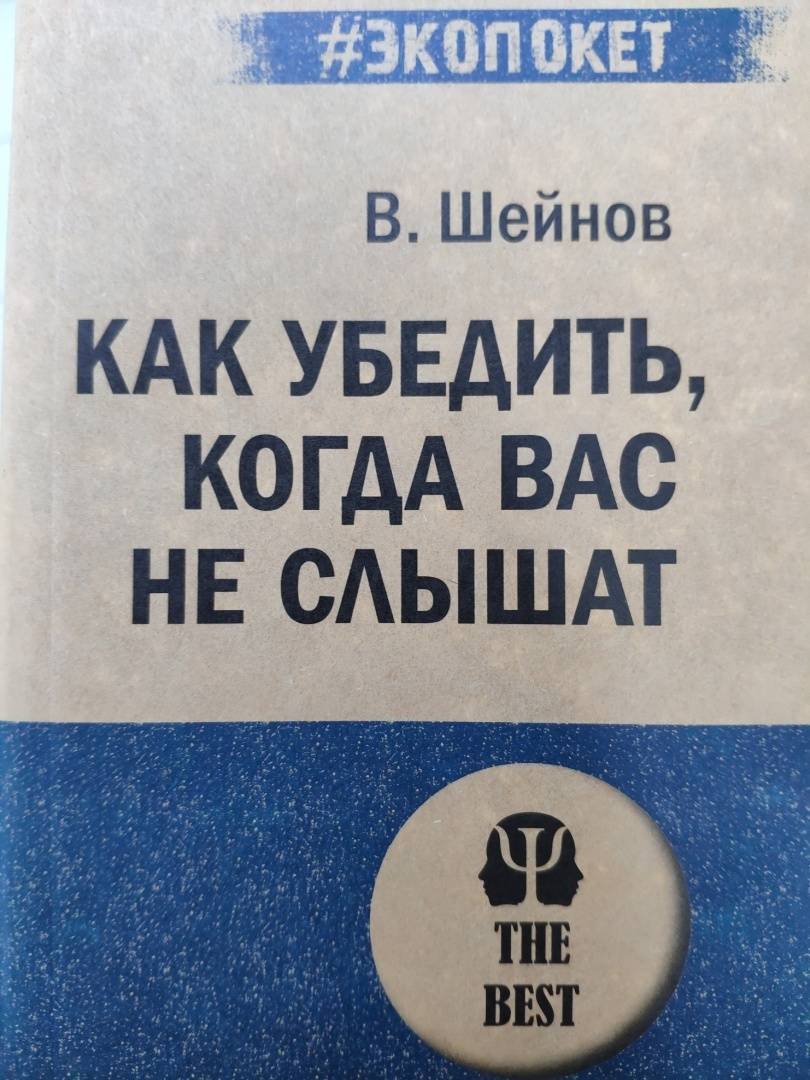 #ЭКОПОКЕТ
В. Шейнов
КАК УБЕДИТЬ,
КОГДА ВАС
НЕ СЛЫШАТ
Ψ
THE
BEST